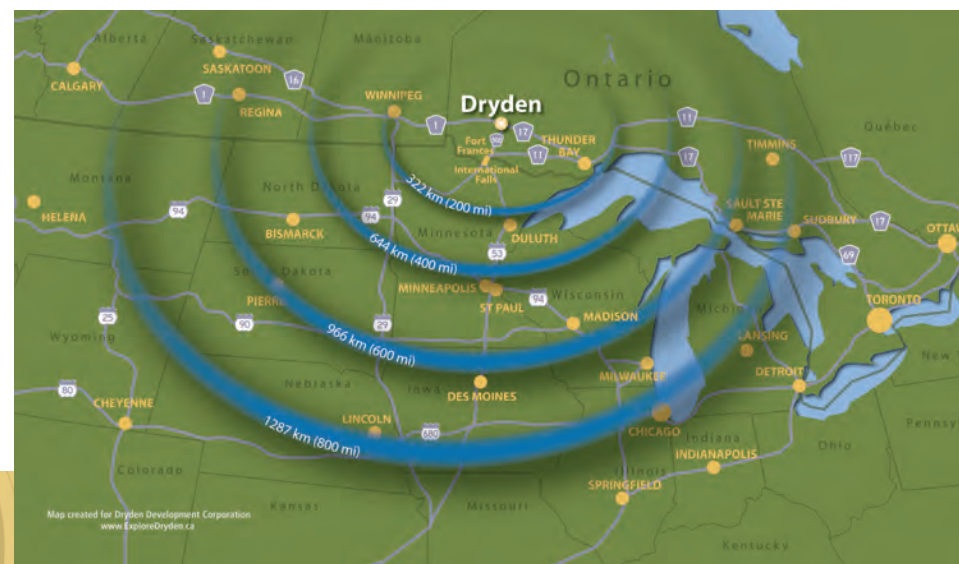 Alberta
Saskatchewan
Manitoba
Ontario
Québec
SASKATOON
CALGARY
16
1
REGINA
WINNIPEG
1
Dryden
17
11
Fort
Frances
THUNDER
BAY
11
17
TIMMINS
117
International
Falls
Montana
North Dakota
322 km (200 mi)
HELENA
94
29
SAULT STE
MARIE
SUDBURY
17
BISMARCK
94
Minnesota
DULUTH
OTTAW
644 km (400 mi)
53
69
South Dakota
MINNEAPOLIS
ST PAUL
94
Wisconsin
Michigan
TORONTO
PIERRE
25
90
29
MADISON
LANSING
Wyoming
966 km (600 mi)
New
MILWAUKEE
DETROIT
Nebraska
Iowa
80
DES MOINES
CHEYENNE
LINCOLN
680
CHICAGO
Pennsy
1287 km (800 mi)
Indiana
Ohio
INDIANAPOLIS
Colorado
Illinois
SPRINGFIELD
Kansas
Missouri
Map created for Dryden Development Corporation
www.ExploreDryden.ca
Kentucky